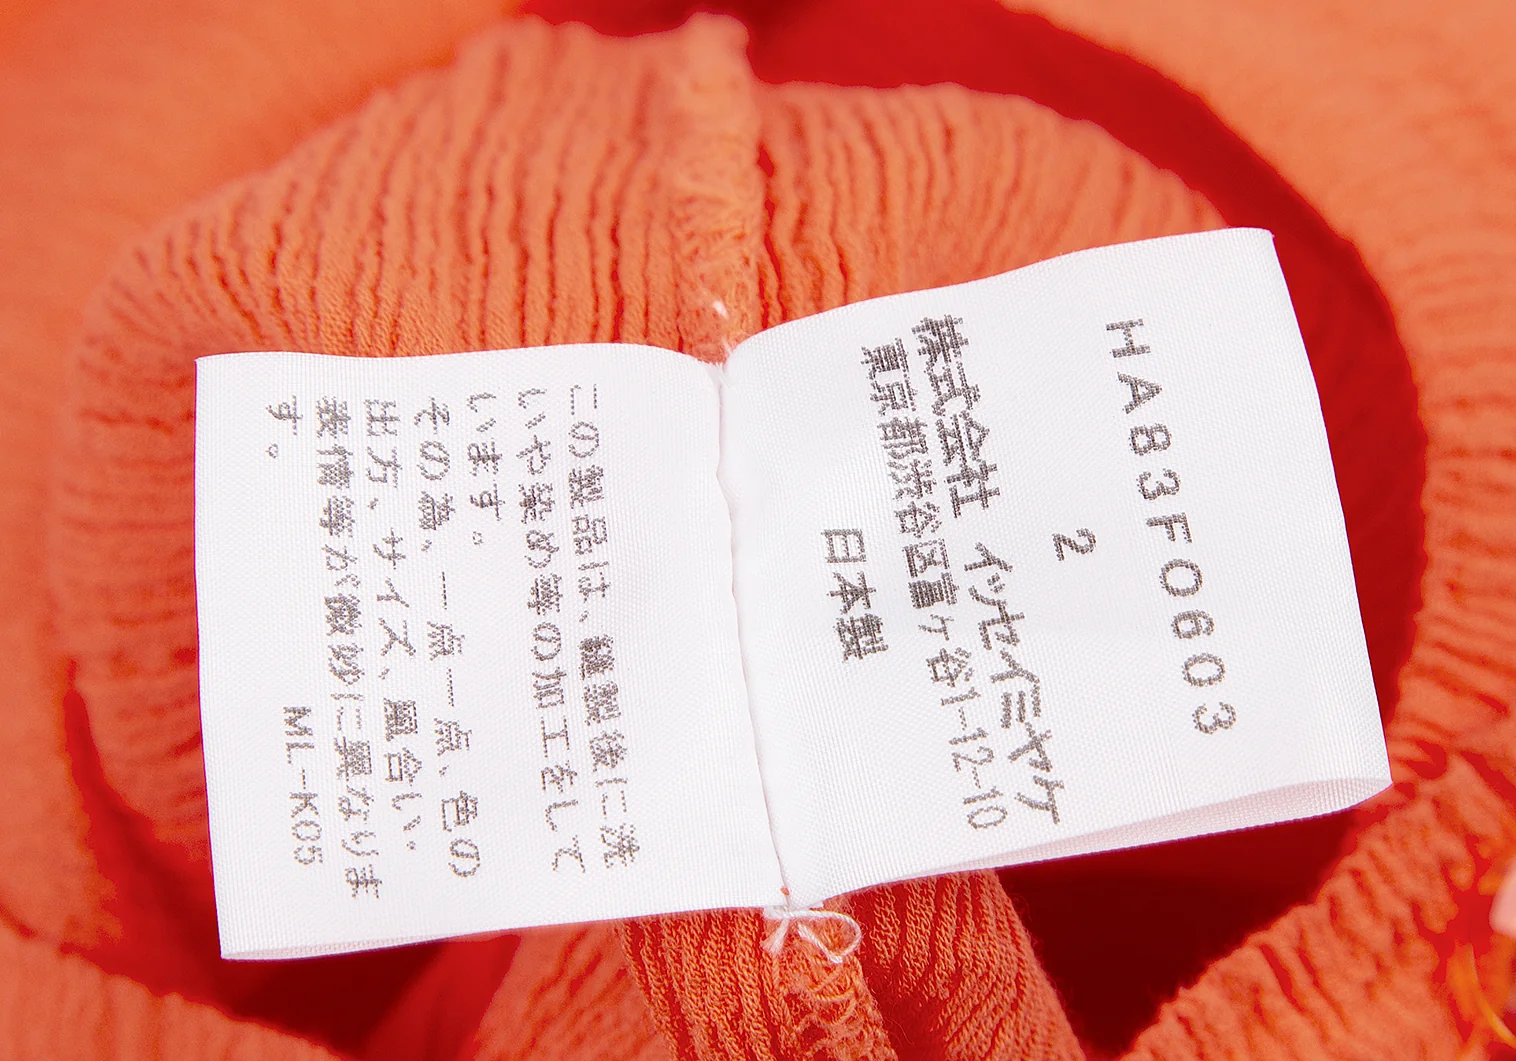 この製品は、縫製後に洗
いや染め等の加工をして
います。
その為、一点一点、色の
出方、サイズ、風合い、
表情等が微妙に異なりま
す。
ML-K05
HA83FO603
2
株式会社 イッセイミヤケ
東京都渋谷区富ヶ谷1-12-10
日本製